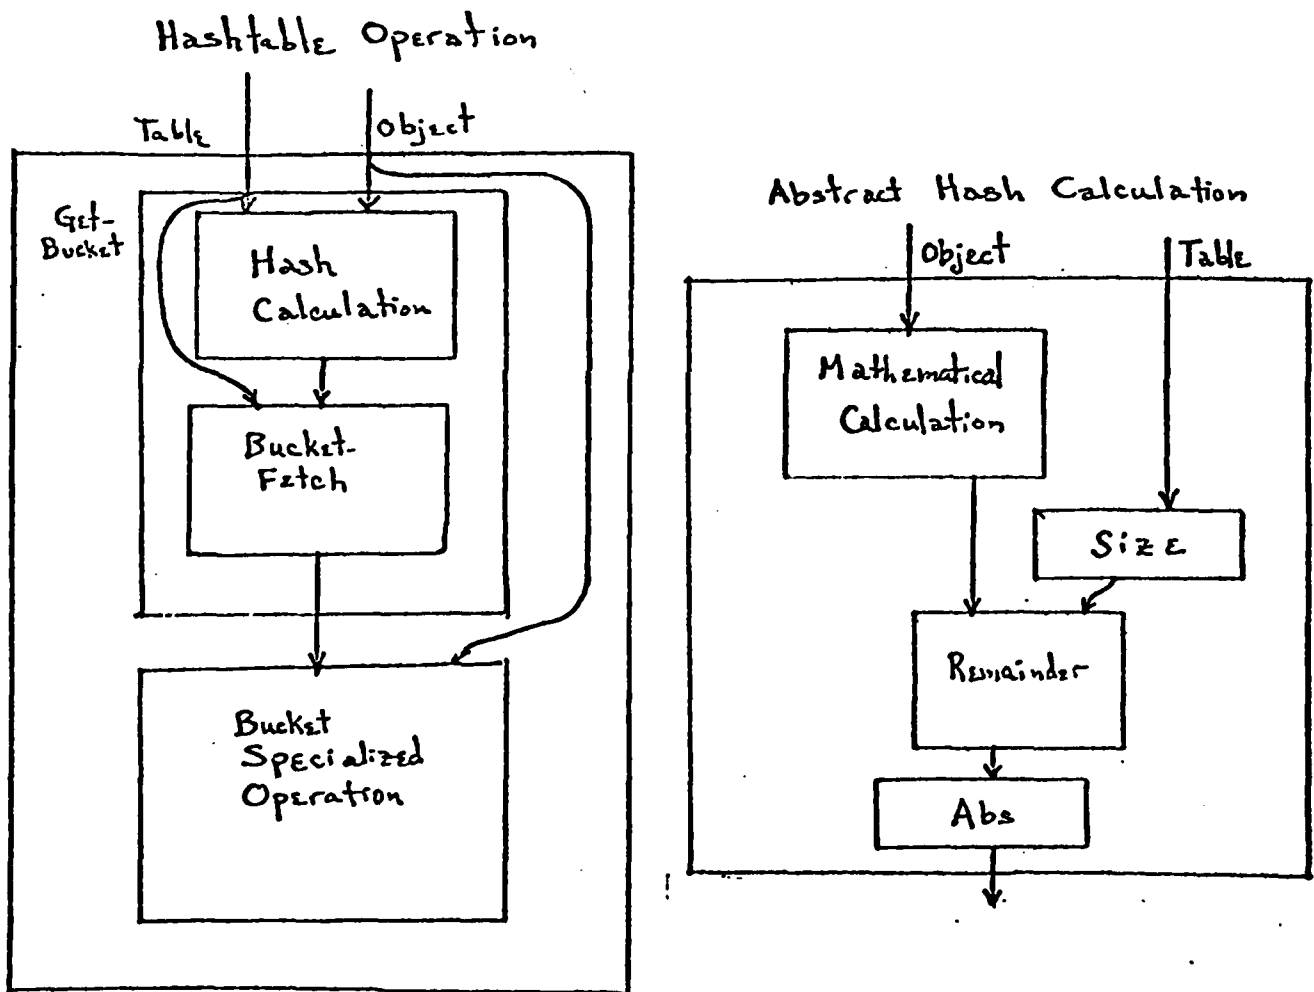 Hashtable Operation
Table
Object
Get-
Bucket
Hash
Calculation
Bucket-
Fetch
Bucket
Specialized
Operation
Abstract Hash Calculation
Object
Table
Mathematical
Calculation
Size
Remainder
Abs